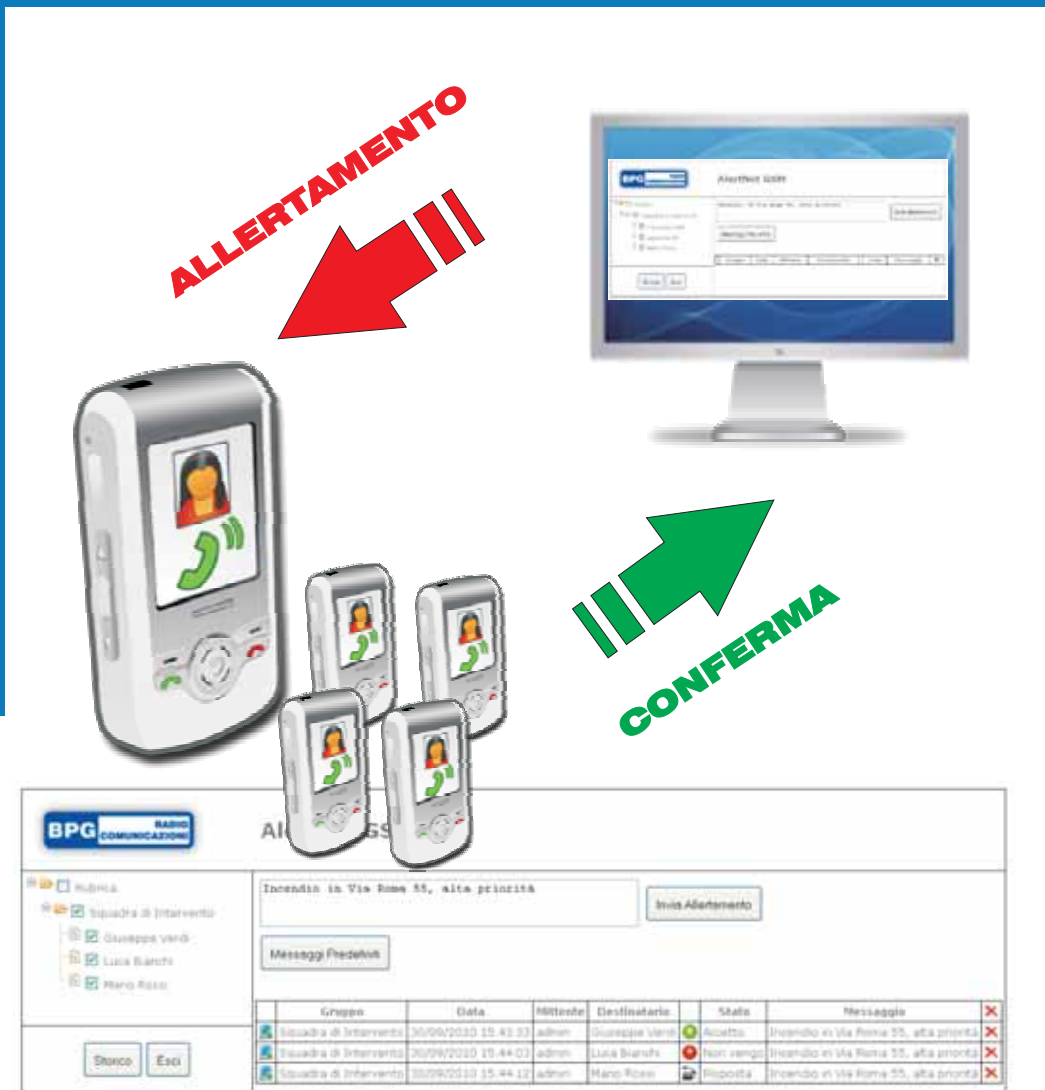 ALLERTAMENTO
BPG
AlertNet GSM
CONFERMA
BPG RADIO COMUNICAZIONI
Rubrica
Squadra di Intervento
Giuseppe Verdi
Luca Bianchi
Mario Rossi
Storico Esci
Incendio in Via Roma 55, alta priorità
Invia Allertamento
Messaggi Predefiniti
Gruppo Data Mittente Destinatario Stato Messaggio
Squadra di Intervento 30/09/2010 15.43.33 admin Giuseppe Verdi Accetto Incendio in Via Roma 55, alta priorità
Squadra di Intervento 30/09/2010 15.44.03 admin Luca Bianchi Non vengo Incendio in Via Roma 55, alta priorità
Squadra di Intervento 30/09/2010 15.44.12 admin Mario Rossi Risposta Incendio in Via Roma 55, alta priorità